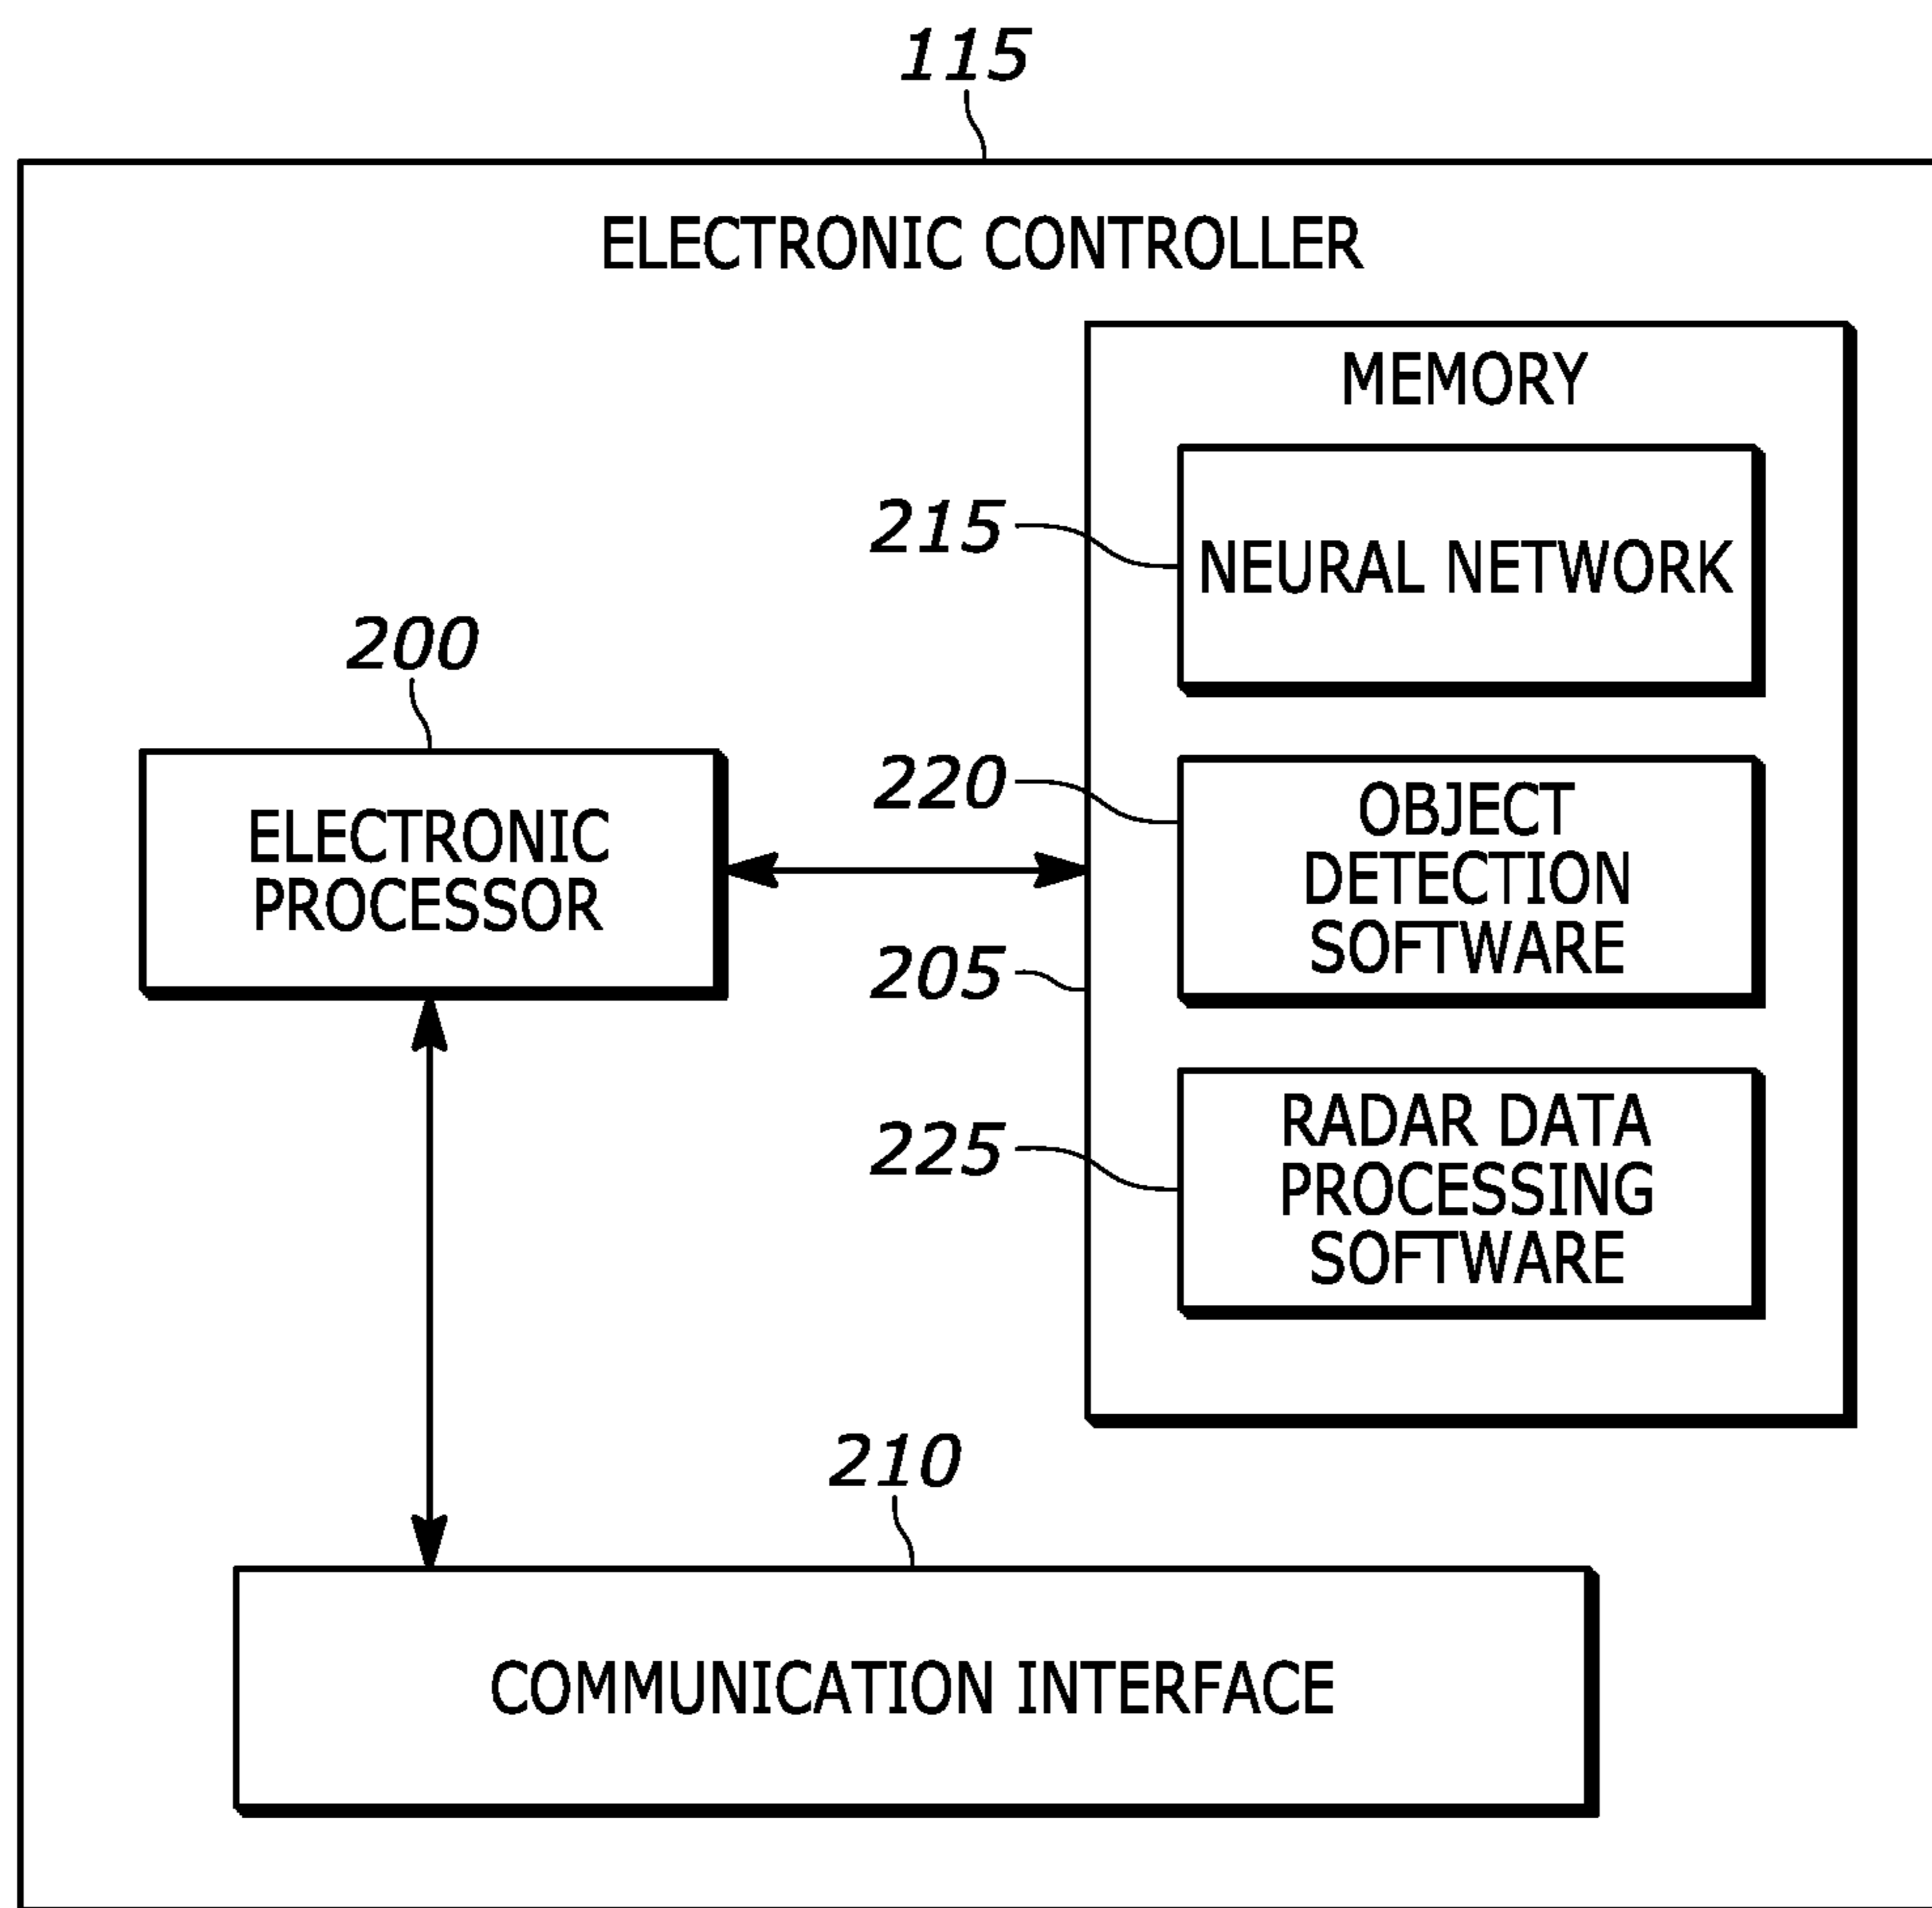 115
ELECTRONIC CONTROLLER
MEMORY
215
NEURAL NETWORK
200
ELECTRONIC
PROCESSOR
220
OBJECT
DETECTION
SOFTWARE
205
225
RADAR DATA
PROCESSING
SOFTWARE
210
COMMUNICATION INTERFACE